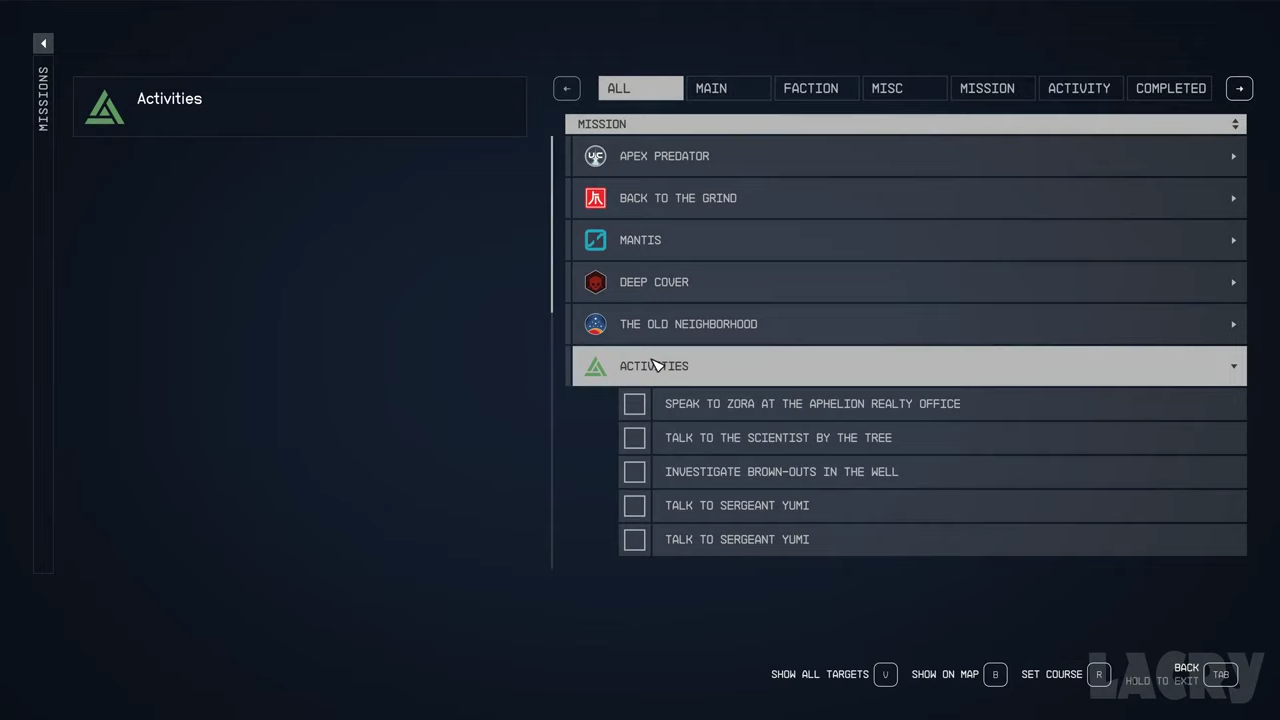 MISSIONS
Activities
ALL MAIN FACTION MISC MISSION ACTIVITY COMPLETED
MISSION
APEX PREDATOR
BACK TO THE GRIND
MANTIS
DEEP COVER
THE OLD NEIGHBORHOOD
ACTIVITIES
SPEAK TO ZORA AT THE APHELION REALTY OFFICE
TALK TO THE SCIENTIST BY THE TREE
INVESTIGATE BROWN-OUTS IN THE WELL
TALK TO SERGEANT YUMI
TALK TO SERGEANT YUMI
SHOW ALL TARGETS V SHOW ON MAP B SET COURSE R BACK TAB
HOLD TO EXIT
LACRY
UC